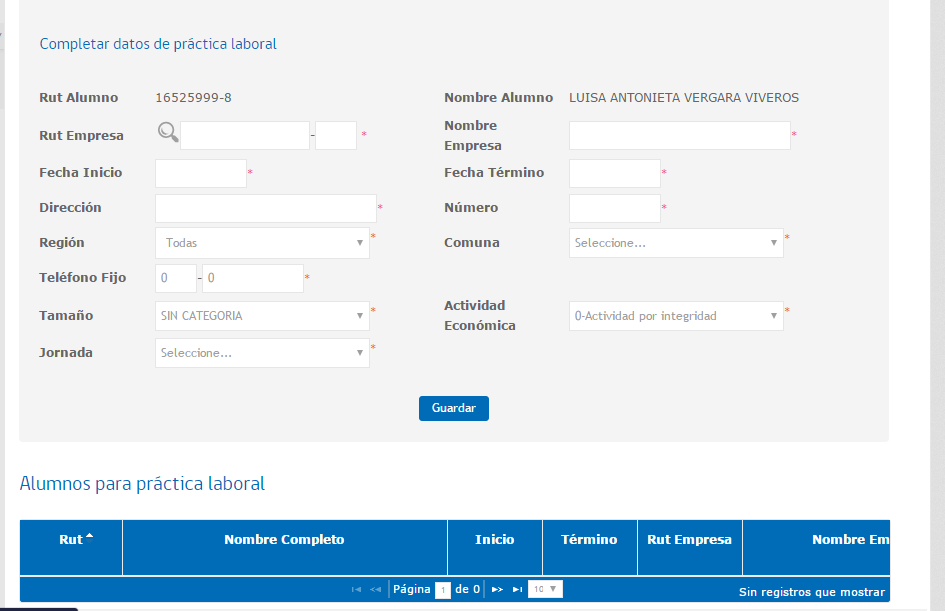 Completar datos de práctica laboral
Rut Alumno 16525999-8 Nombre Alumno LUISA ANTONIETA VERGARA VIVEROS
Rut Empresa - * Nombre Empresa *
Fecha Inicio * Fecha Término *
Dirección * Número *
Región Todas * Comuna Seleccione... *
Teléfono Fijo 0 - 0 *
Tamaño SIN CATEGORIA * Actividad Económica 0-Actividad por integridad *
Jornada Seleccione... *
Guardar
Alumnos para práctica laboral
Rut Nombre Completo Inicio Término Rut Empresa Nombre Em
Página 1 de 0 10 Sin registros que mostrar